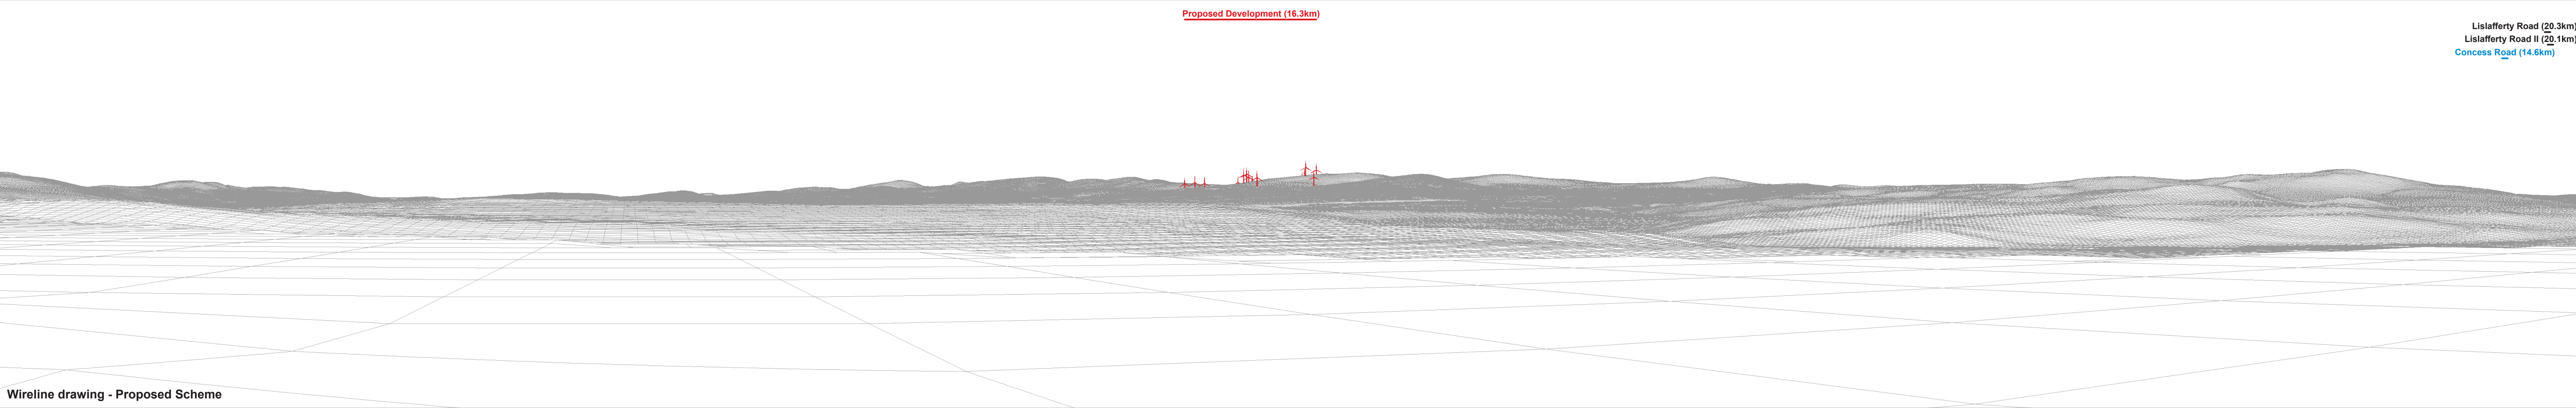 Proposed Development (16.3km)
Lislafferty Road (20.3km)
Lislafferty Road II (20.1km)
Concess Road (14.6km)
Wireline drawing - Proposed Scheme